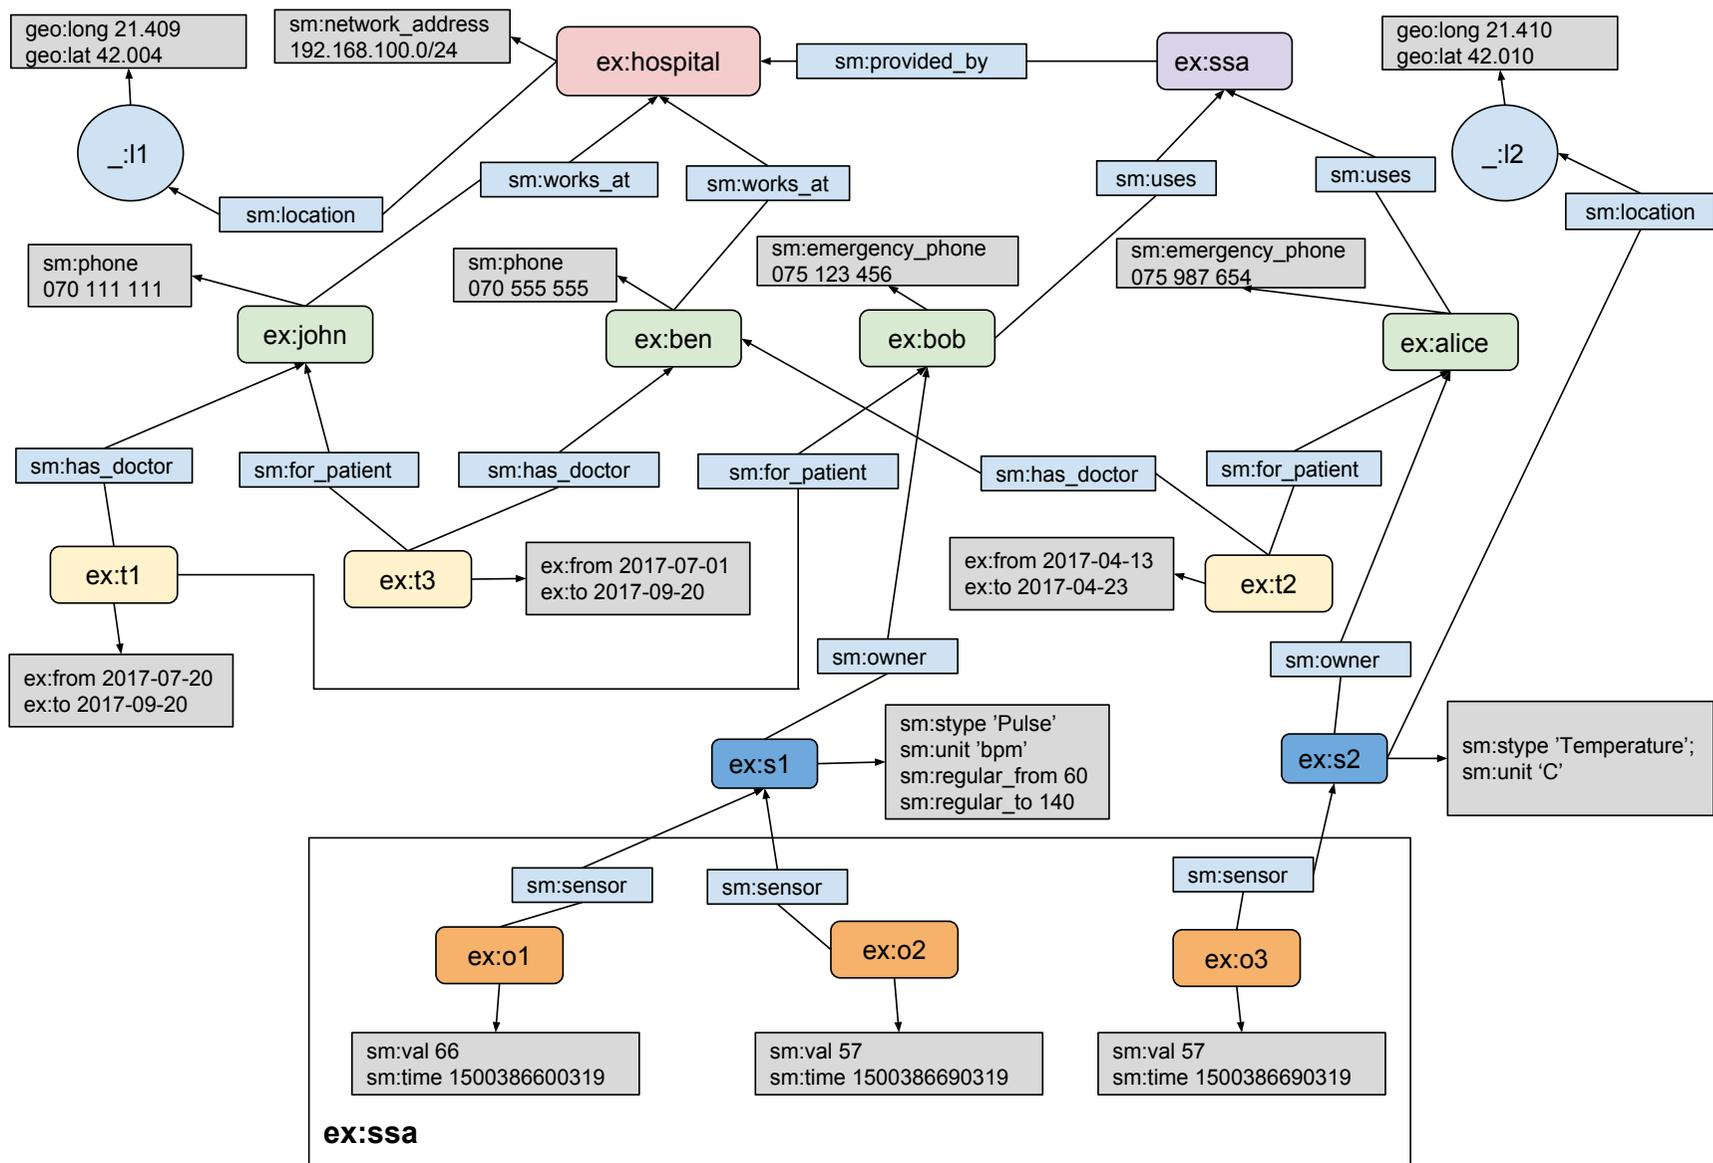 geo:long 21.409
geo:lat 42.004
sm:network_address
192.168.100.0/24
ex:hospital
sm:provided_by
ex:ssa
geo:long 21.410
geo:lat 42.010
_:l1
sm:works_at
sm:works_at
sm:uses
sm:uses
_:l2
sm:location
sm:location
sm:phone
070 111 111
sm:phone
070 555 555
sm:emergency_phone
075 123 456
sm:emergency_phone
075 987 654
ex:john
ex:ben
ex:bob
ex:alice
sm:has_doctor
sm:for_patient
sm:has_doctor
sm:for_patient
sm:has_doctor
sm:for_patient
ex:t1
ex:t3
ex:from 2017-07-01
ex:to 2017-09-20
ex:from 2017-04-13
ex:to 2017-04-23
ex:t2
ex:from 2017-07-20
ex:to 2017-09-20
sm:owner
sm:owner
ex:s1
sm:stype ’Pulse’
sm:unit ’bpm’
sm:regular_from 60
sm:regular_to 140
ex:s2
sm:stype ’Temperature’;
sm:unit ‘C’
sm:sensor
sm:sensor
sm:sensor
ex:o1
ex:o2
ex:o3
sm:val 66
sm:time 1500386600319
sm:val 57
sm:time 1500386690319
sm:val 57
sm:time 1500386690319
ex:ssa